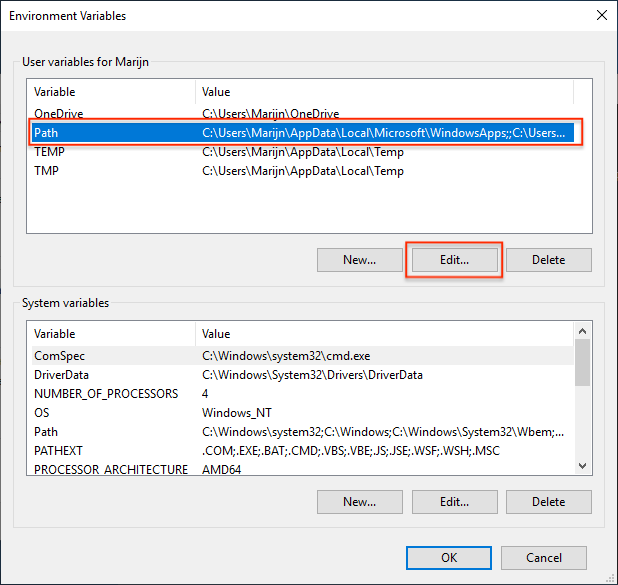 Environment Variables
User variables for Marijn
Variable Value
OneDrive C:\Users\Marijn\OneDrive
Path C:\Users\Marijn\AppData\Local\Microsoft\WindowsApps;;C:\Users...
TEMP C:\Users\Marijn\AppData\Local\Temp
TMP C:\Users\Marijn\AppData\Local\Temp
New... Edit... Delete
System variables
Variable Value
ComSpec C:\Windows\system32\cmd.exe
DriverData C:\Windows\System32\Drivers\DriverData
NUMBER_OF_PROCESSORS 4
OS Windows_NT
Path C:\Windows\system32;C:\Windows;C:\Windows\System32\Wbem;...
PATHEXT .COM;.EXE;.BAT;.CMD;.VBS;.VBE;.JS;.JSE;.WSF;.WSH;.MSC
PROCESSOR_ARCHITECTURE AMD64
New... Edit... Delete
OK Cancel